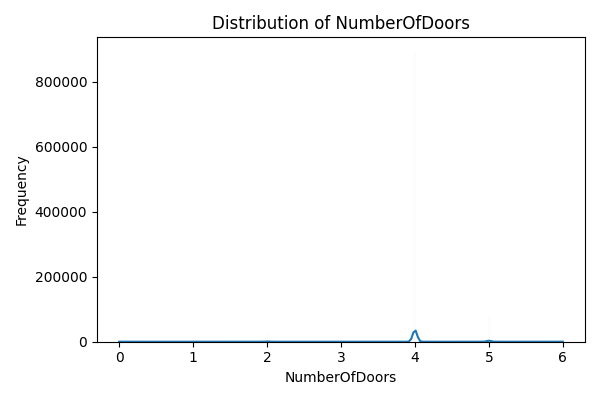 Distribution of NumberOfDoors
800000
600000
400000
200000
0
Frequency
0 1 2 3 4 5 6
NumberOfDoors